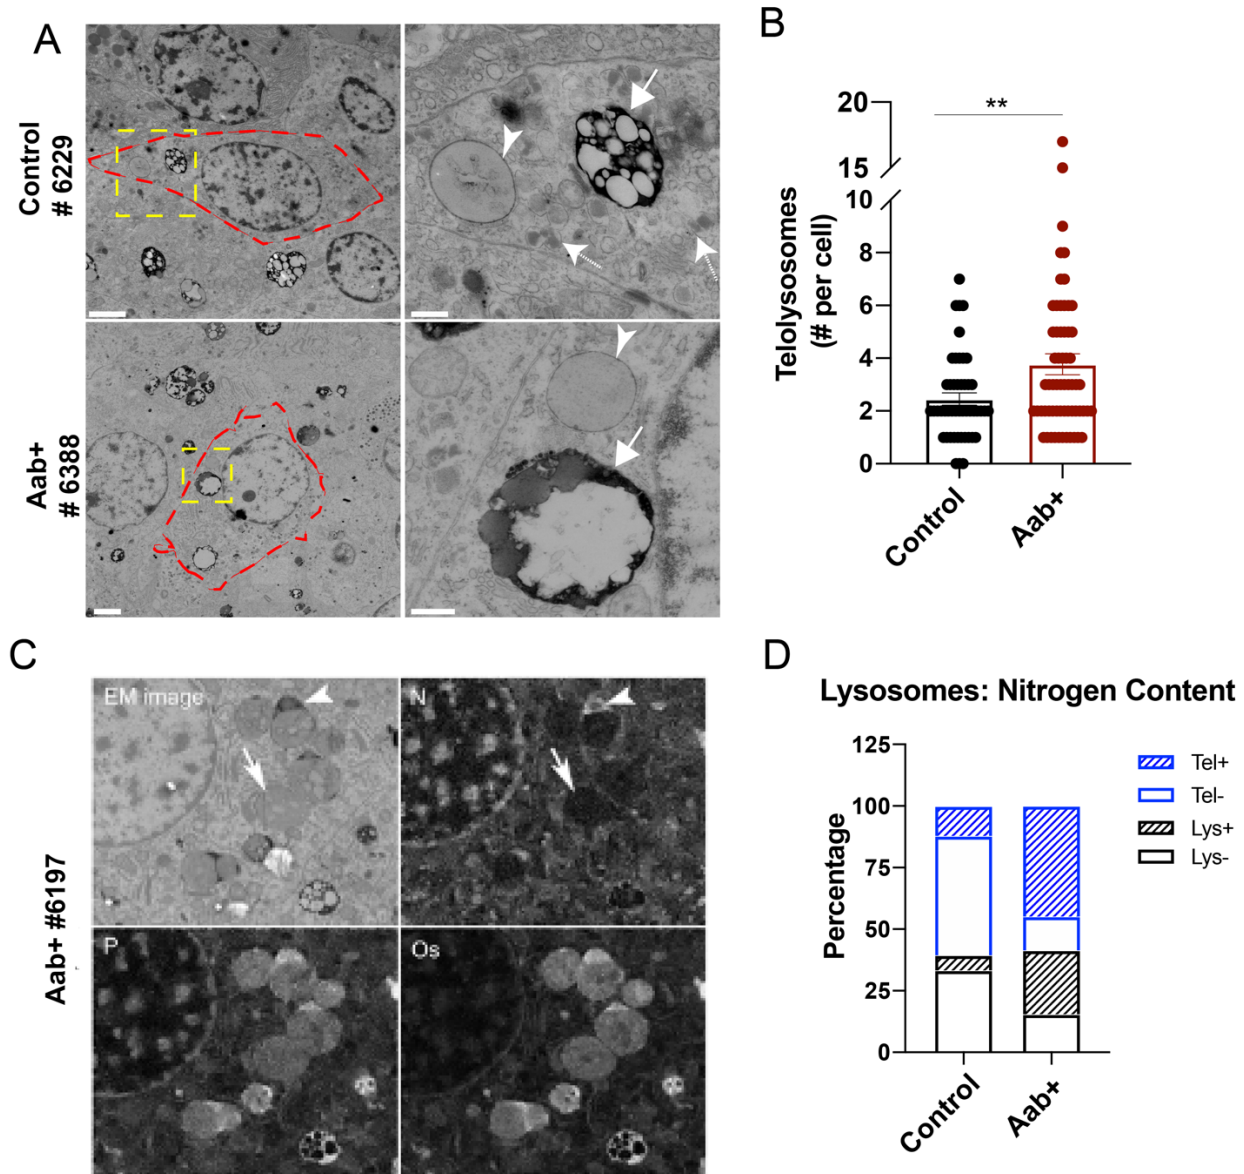 A
Control
# 6229
Aab+
# 6388
B
**
20
15
10
8
6
4
2
0
Telolysosomes
(# per cell)
Control
Aab+
C
Aab+ #6197
EM image
N
P
Os
D
Lysosomes: Nitrogen Content
125
100
75
50
25
0
Percentage
Control
Aab+
Tel+
Tel-
Lys+
Lys-